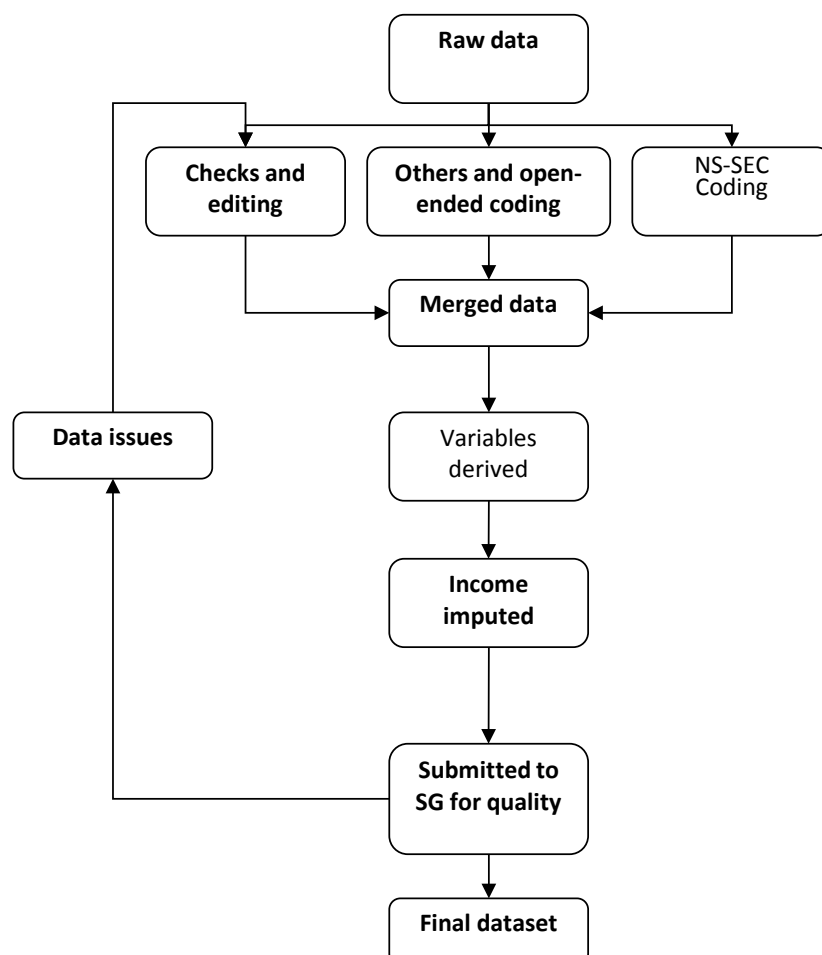 Raw data
Checks and
editing
Others and open-
ended coding
NS-SEC
Coding
Merged data
Data issues
Variables
derived
Income
imputed
Submitted to
SG for quality
Final dataset